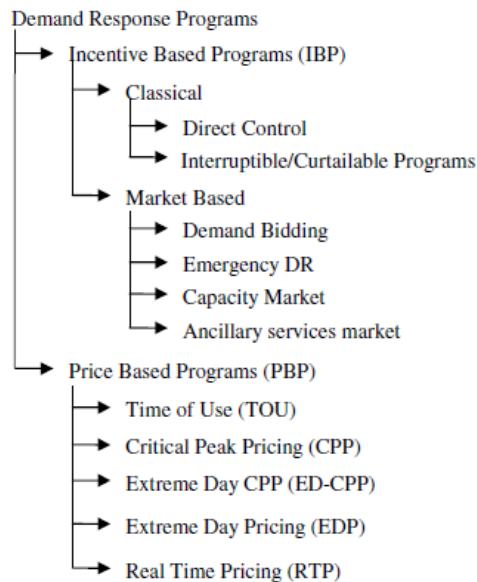 Demand Response Programs
Incentive Based Programs (IBP)
Classical
Direct Control
Interruptible/Curtailable Programs
Market Based
Demand Bidding
Emergency DR
Capacity Market
Ancillary services market
Price Based Programs (PBP)
Time of Use (TOU)
Critical Peak Pricing (CPP)
Extreme Day CPP (ED-CPP)
Extreme Day Pricing (EDP)
Real Time Pricing (RTP)